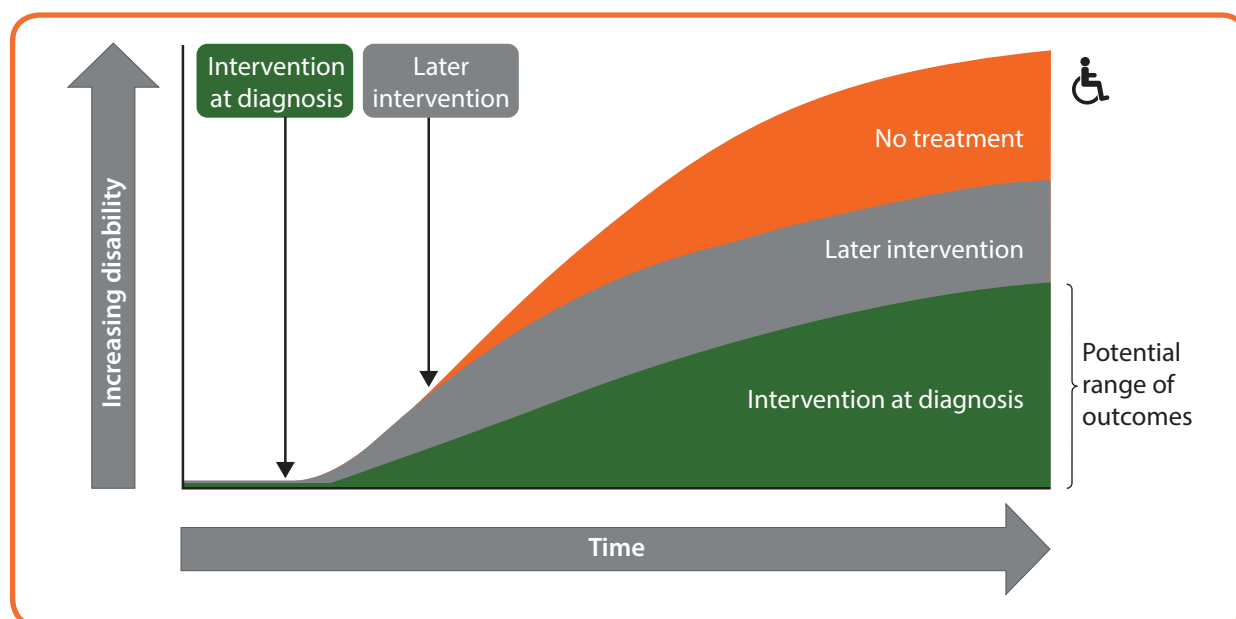 Intervention
at diagnosis
Later
intervention
Increasing disability
No treatment
Later intervention
Intervention at diagnosis
Potential
range of
outcomes
Time